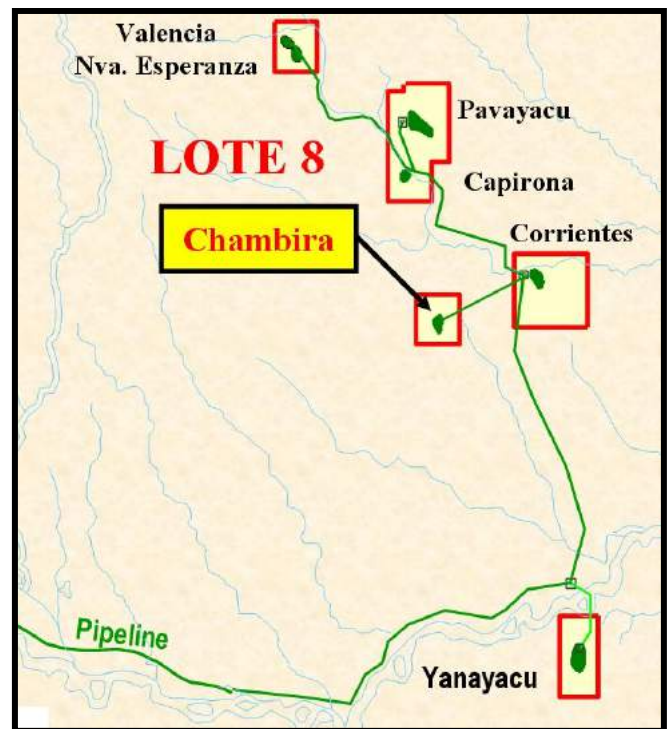 Valencia
Nva. Esperanza
Pavayacu
LOTE 8
Capirona
Chambira
Corrientes
Pipeline
Yanayacu